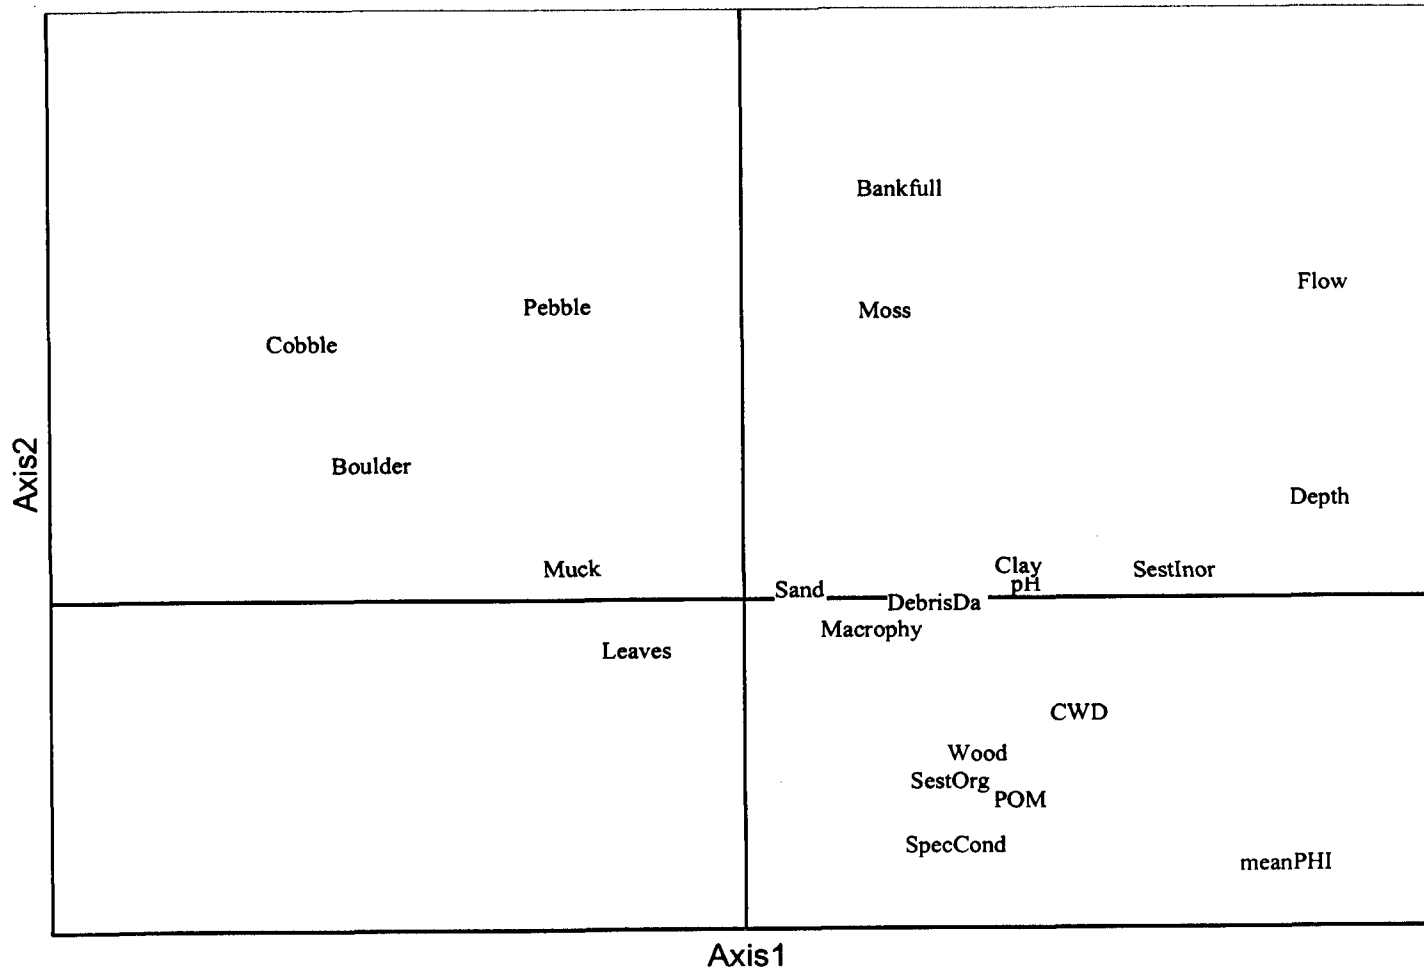 Bankfull
Flow
Pebble
Moss
Cobble
Boulder
Axis2
Depth
Muck
Clay
SestInor
pH
Sand
DebrisDa
Macrophy
Leaves
CWD
Wood
SestOrg
POM
SpecCond
meanPHI
Axis1